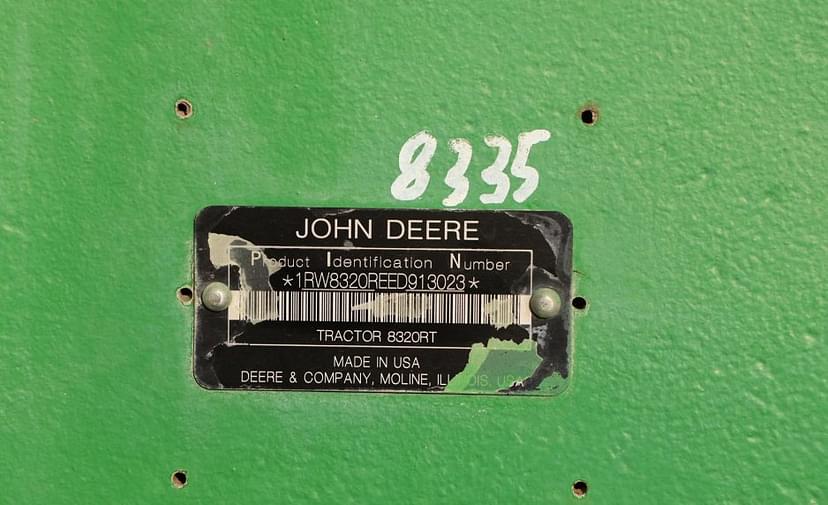 8335
JOHN DEERE
Product Identification Number
*1RW8320REED913023*
TRACTOR 8320RT
MADE IN USA
DEERE & COMPANY, MOLINE, ILLINOIS, USA